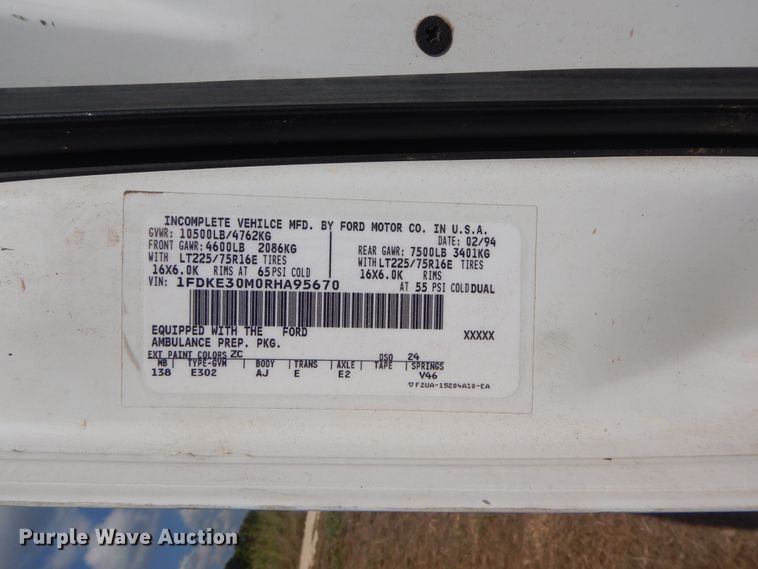 INCOMPLETE VEHILCE MFD. BY FORD MOTOR CO. IN U.S.A.
GVWR: 10500LB/4762KG DATE: 02/94
FRONT GAWR: 4600LB 2086KG REAR GAWR: 7500LB 3401KG
WITH LT225/75R16E TIRES WITH LT225/75R16E TIRES
16X6.0K RIMS AT 65 PSI COLD 16X6.0K RIMS
VIN: 1FDKE30M0RHA95670 AT 55 PSI COLD DUAL
EQUIPPED WITH THE FORD XXXXX
AMBULANCE PREP. PKG.
EXT PAINT COLORS ZC DSO 24
WB TYPE-GVM BODY TRANS AXLE TAPE SPRINGS
138 E302 AJ E E2 V46
F2UA-15204A10-EA
Purple Wave Auction